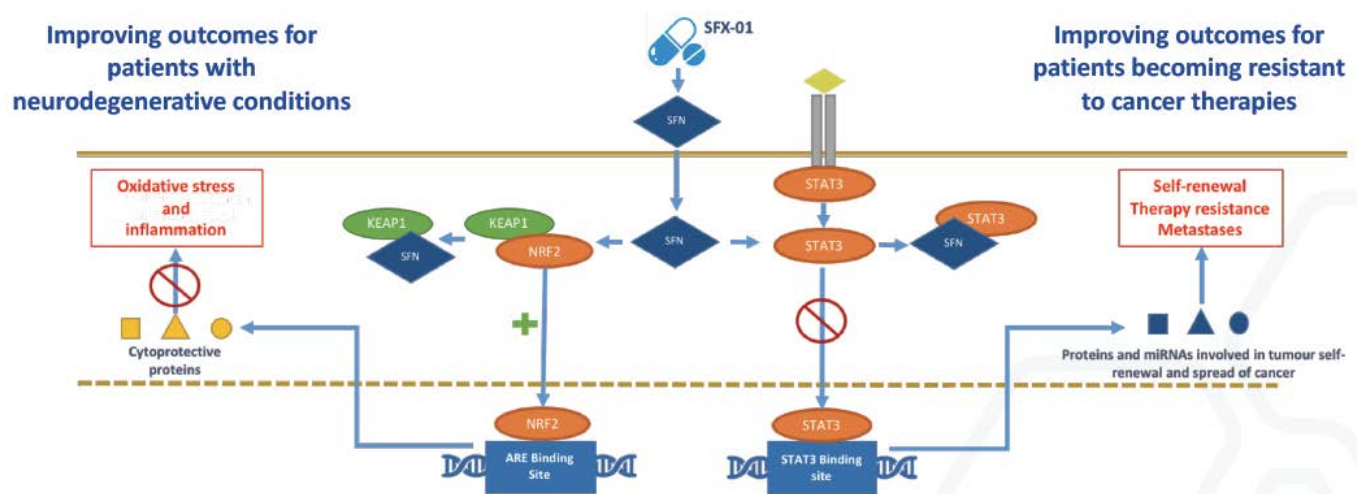 Improving outcomes for
patients with
neurodegenerative conditions
SFX-01
Improving outcomes for
patients becoming resistant
to cancer therapies
SFN
Oxidative stress
and
inflammation
KEAP1
SFN
KEAP1
NRF2
SFN
STAT3
STAT3
STAT3
SFN
Self-renewal
Therapy resistance
Metastases
Cytoprotective
proteins
Proteins and miRNAs involved in tumour self-
renewal and spread of cancer
NRF2
ARE Binding
Site
STAT3
STAT3 Binding
site